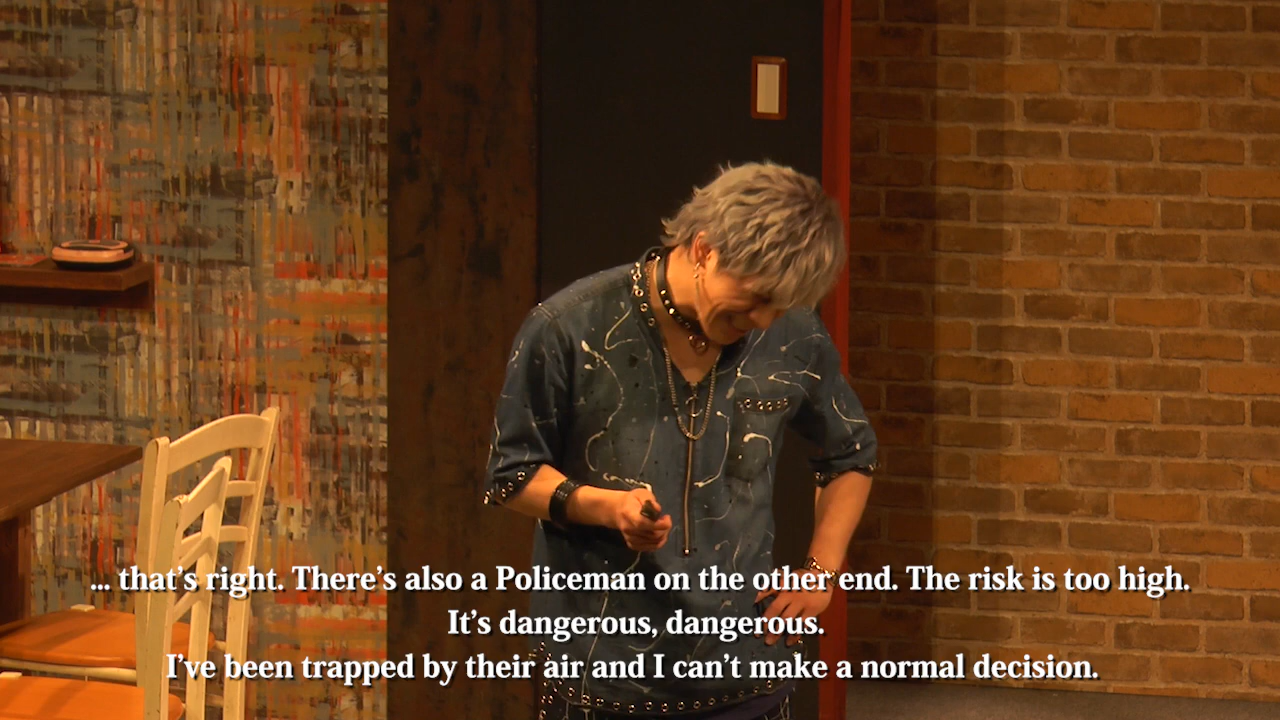 ... that's right. There's also a Policeman on the other end. The risk is too high.
It's dangerous, dangerous.
I've been trapped by their air and I can't make a normal decision.